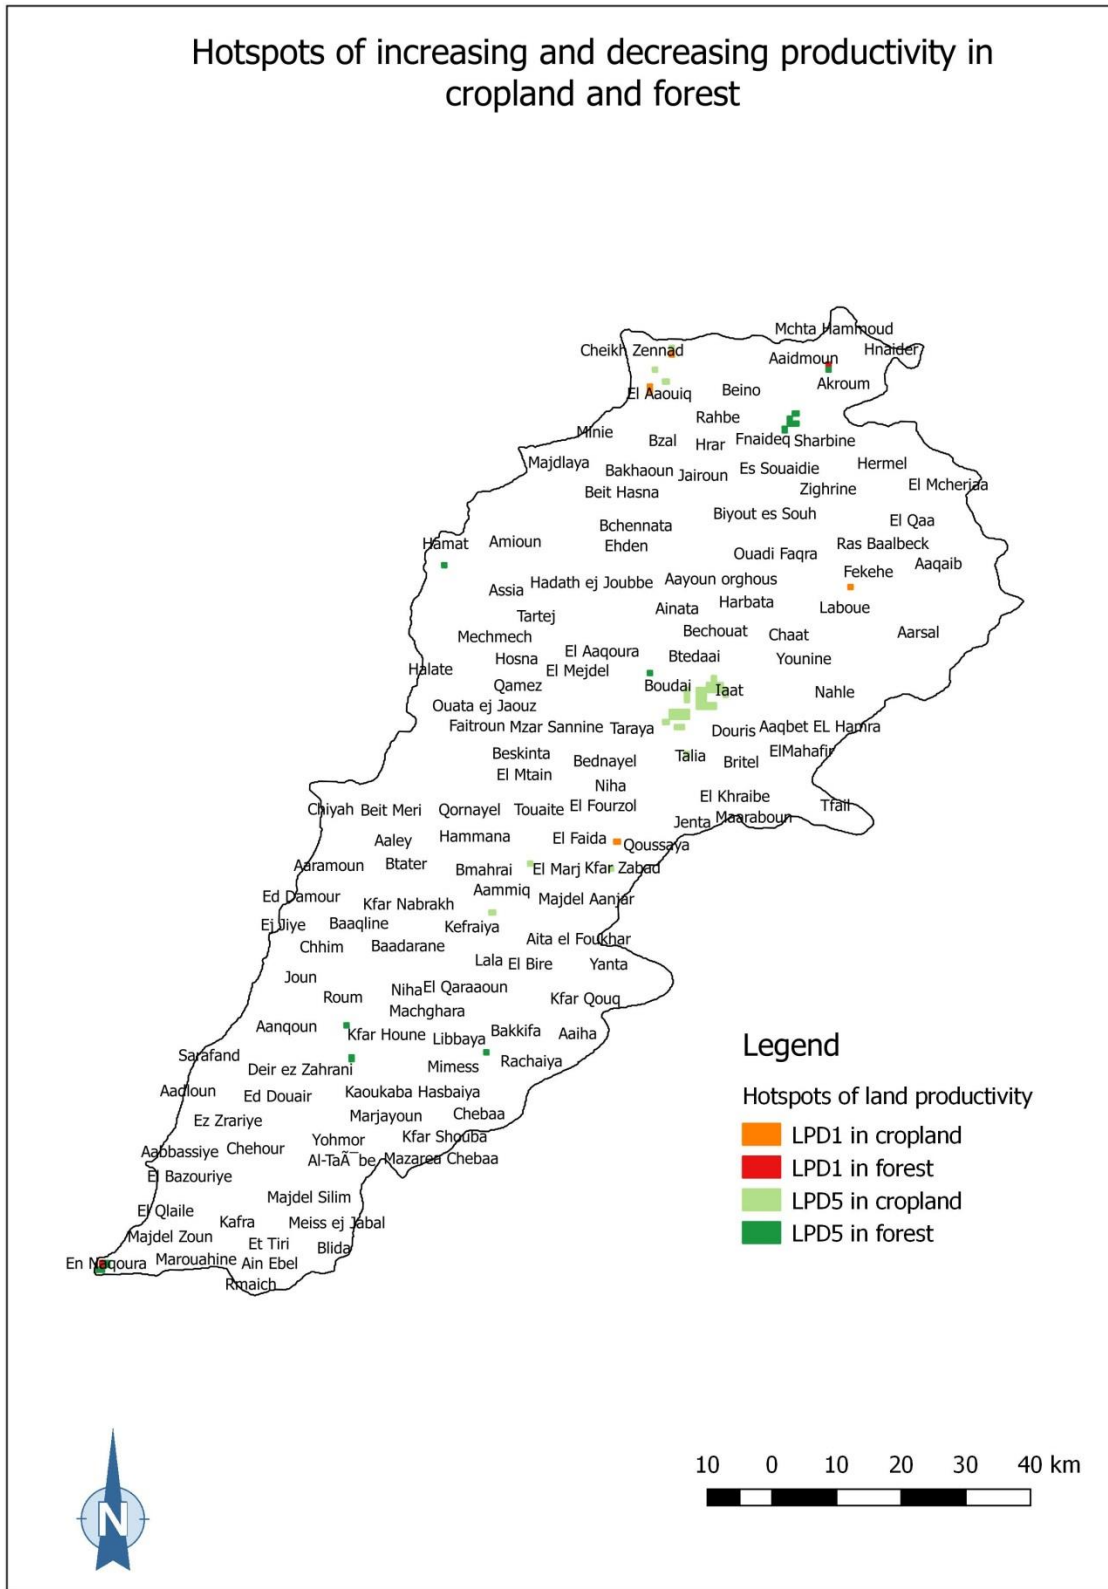 Hotspots of increasing and decreasing productivity in
cropland and forest
Mchta Hammoud
Cheikh Zennad
Hnaider
Aaidmoun
Akroum
El Aaouiq
Beino
Rahbe
Minie
Bzal
Hrar
Fnaideq
Sharbine
Majdlaya
Bakhaoun
Jairoun
Es Souaidie
Hermel
Beit Hasna
Zighrine
El Mcherjaa
Biyout es Souh
El Qaa
Bchennata
Hamat
Amioun
Ehden
Ouadi Faqra
Ras Baalbeck
Fekehe
Aaqaib
Assia
Hadath ej Joubbe
Aayoun orghous
Ainata
Harbata
Laboue
Tartej
Mechmech
Bechouat
Chaat
Aarsal
Hosna
El Aaqoura
Btedaai
Younine
Halate
El Mejdel
Qamez
Boudai
Iaat
Nahle
Ouata ej Jaouz
Faitroun
Mzar Sannine
Taraya
Douris
Aaqbet EL Hamra
Beskinta
Bednayel
Talia
Britel
ElMahafir
El Mtain
Niha
El Khraibe
Chiyah
Beit Meri
Qornayel
Touaite
El Fourzol
Tfail
Jenta
Maaraboun
Aaley
Hammana
El Faida
Qoussaya
Aaramoun
Btater
Bmahrai
El Marj
Kfar Zabad
Aammiq
Ed Damour
Kfar Nabrakh
Majdel Aanjar
Ej Jiye
Baaqline
Kefraiya
Chhim
Baadarane
Aita el Foukhar
Lala
El Bire
Yanta
Joun
Roum
Niha
El Qaraaoun
Kfar Qouq
Machghara
Aanqoun
Kfar Houne
Libbaya
Bakkifa
Aaiha
Sarafand
Deir ez Zahrani
Mimess
Rachaiya
Aadloun
Ed Douair
Kaoukaba
Hasbaiya
Ez Zrariye
Marjayoun
Chebaa
Aabbassiye
Chehour
Yohmor
Kfar Shouba
Al-TaÃ¯be
Mazarea Chebaa
El Bazouriye
Majdel Silim
El Qlaile
Kafra
Meiss ej Jabal
Majdel Zoun
Et Tiri
Blida
En Naqoura
Marouahine
Ain Ebel
Rmaich
Legend
Hotspots of land productivity
LPD1 in cropland
LPD1 in forest
LPD5 in cropland
LPD5 in forest
10 0 10 20 30 40 km
N